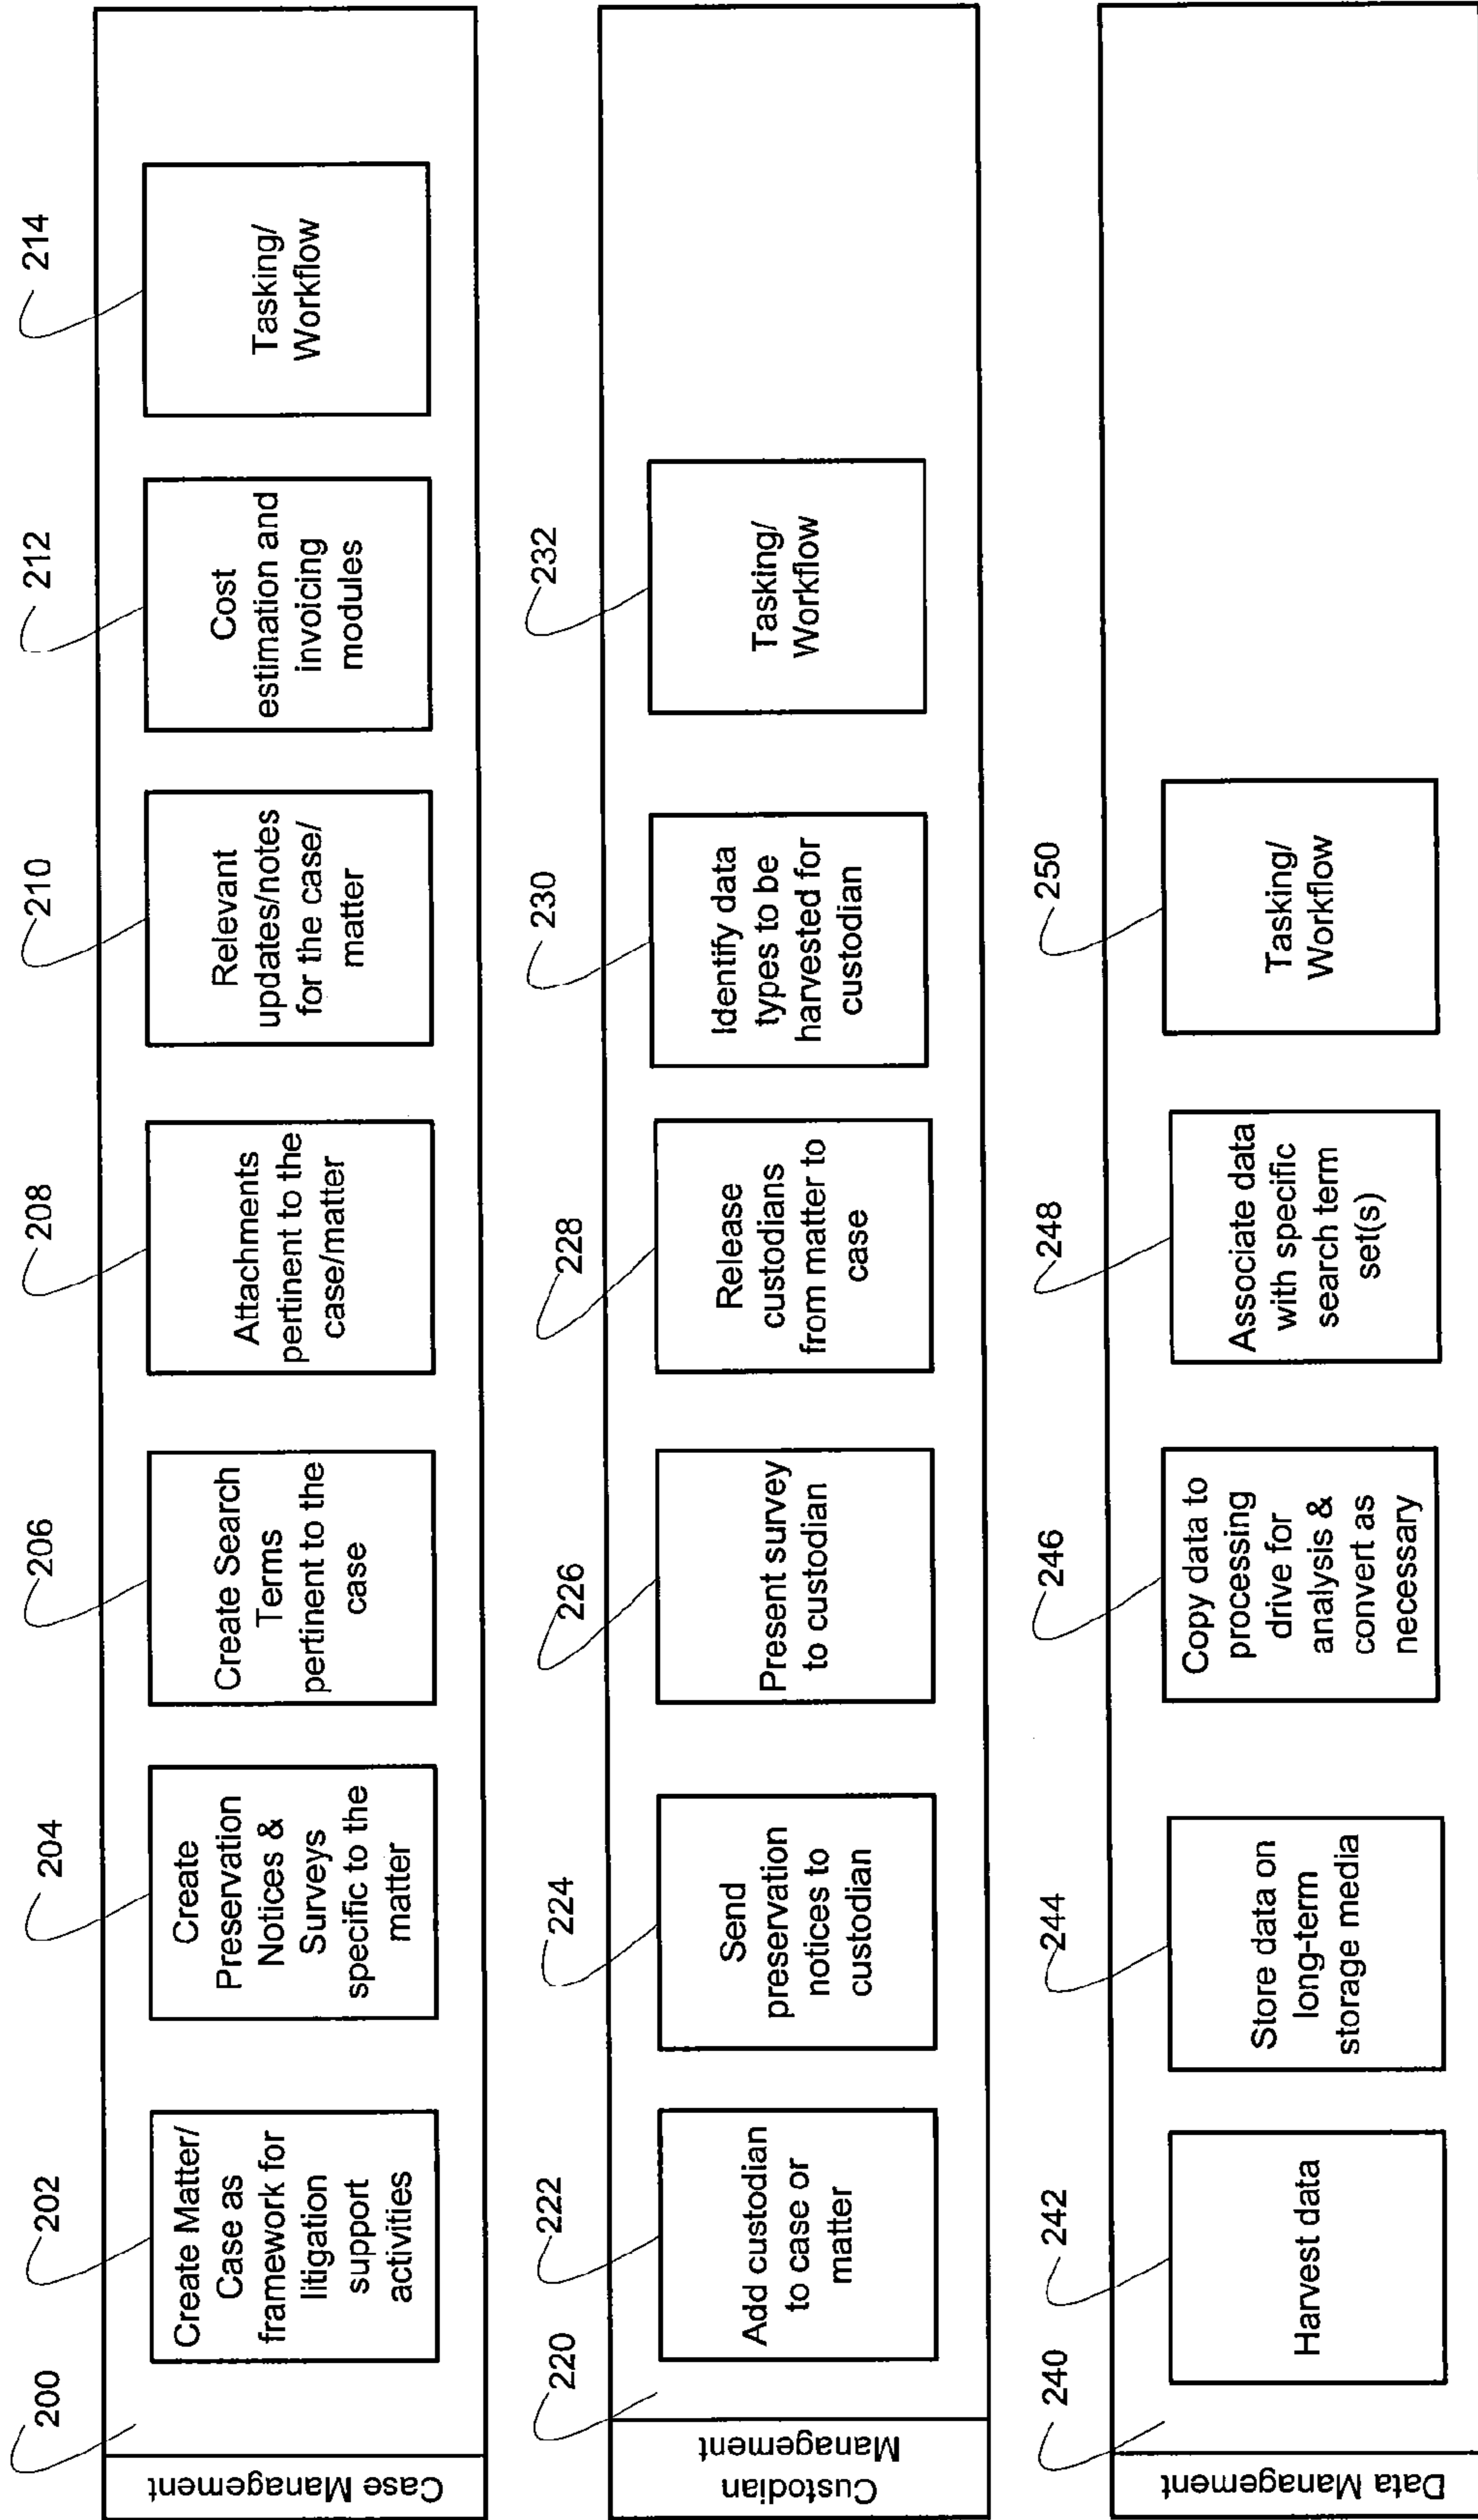 200
202
204
206
208
210
212
214
Case Management
Create Matter/
Case as
framework for
litigation
support
activities
Create
Preservation
Notices &
Surveys
specific to the
matter
Create Search
Terms
pertinent to the
case
Attachments
pertinent to the
case/matter
Relevant
updates/notes
for the case/
matter
Cost
estimation and
invoicing
modules
Tasking/
Workflow
220
222
224
226
228
230
232
Custodian
Management
Add custodian
to case or
matter
Send
preservation
notices to
custodian
Present survey
to custodian
Release
custodians
from matter to
case
Identify data
types to be
harvested for
custodian
Tasking/
Workflow
240
242
244
246
248
250
Data Management
Harvest data
Store data on
long-term
storage media
Copy data to
processing
drive for
analysis &
convert as
necessary
Associate data
with specific
search term
set(s)
Tasking/
Workflow